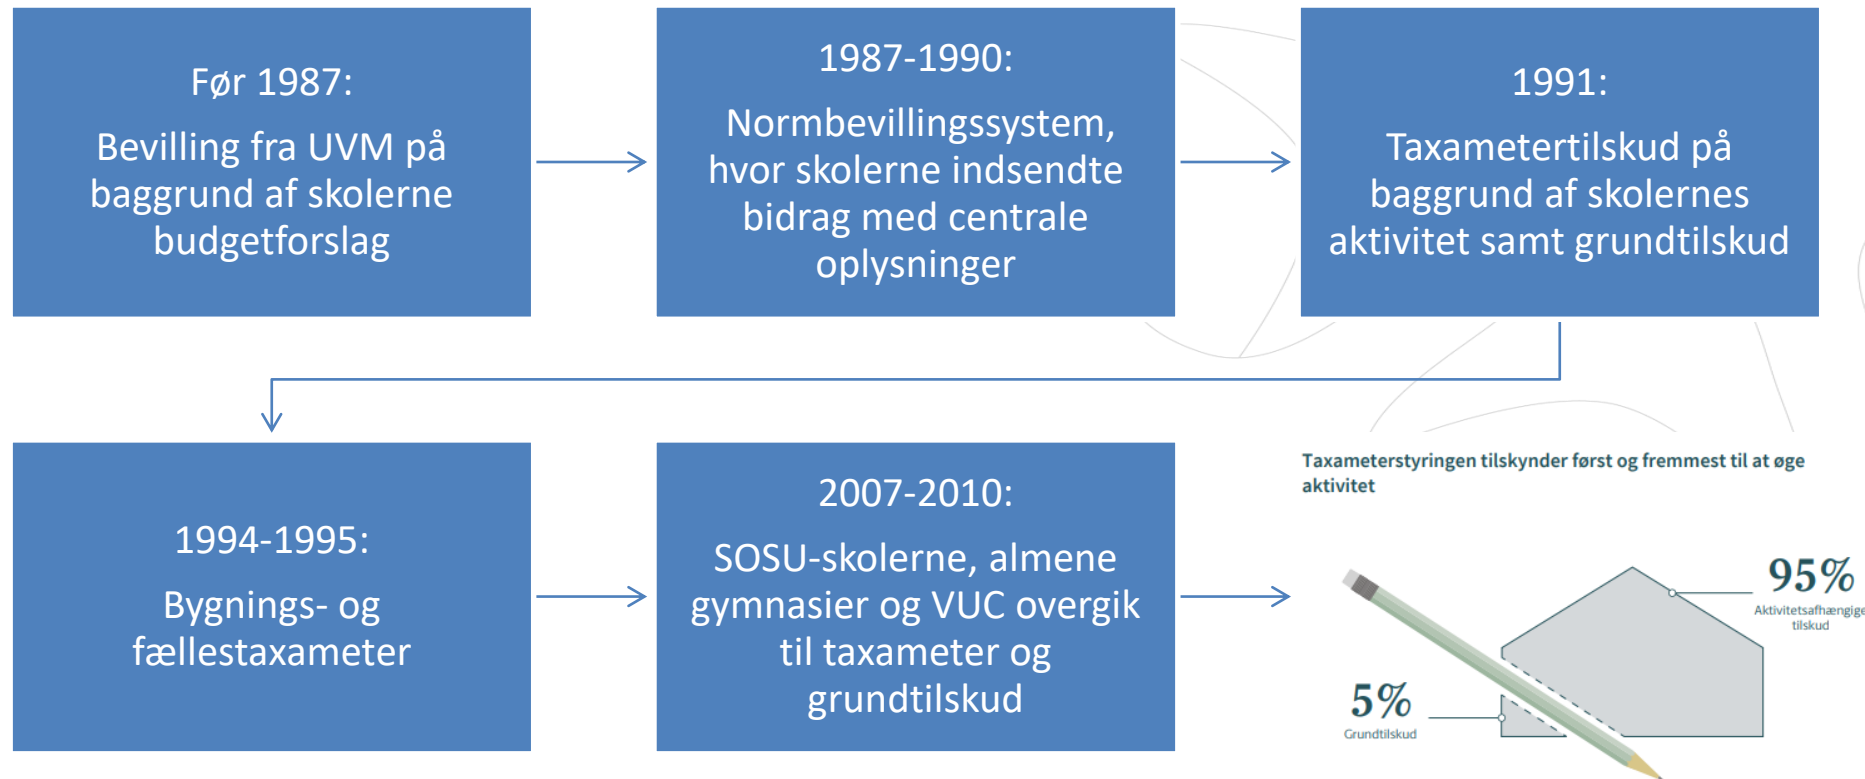 Før 1987:
Bevilling fra UVM på
baggrund af skolerne
budgetforslag
1987-1990:
Normbevillingssystem,
hvor skolerne indsendte
bidrag med centrale
oplysninger
1991:
Taxametertilskud på
baggrund af skolernes
aktivitet samt grundtilskud
1994-1995:
Bygnings- og
fællestaxameter
2007-2010:
SOSU-skolerne, almene
gymnasier og VUC overgik
til taxameter og
grundtilskud
Taxameterstyringen tilskynder først og fremmest til at øge
aktivitet
95%
Aktivitetsafhængige
tilskud
5%
Grundtilskud